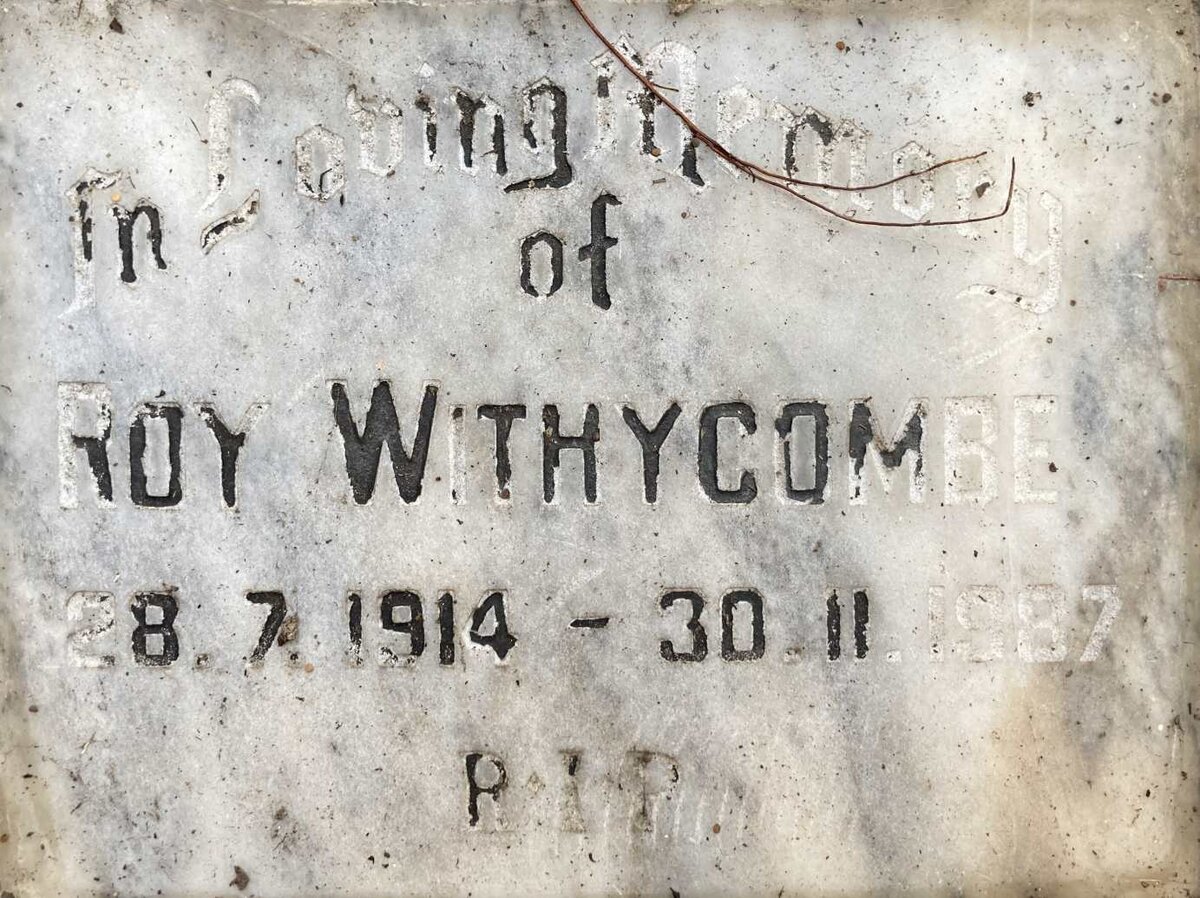 In Loving Memory
of
ROY WITHYCOMBE
28.7.1914 - 30.11.1987
R·I·P